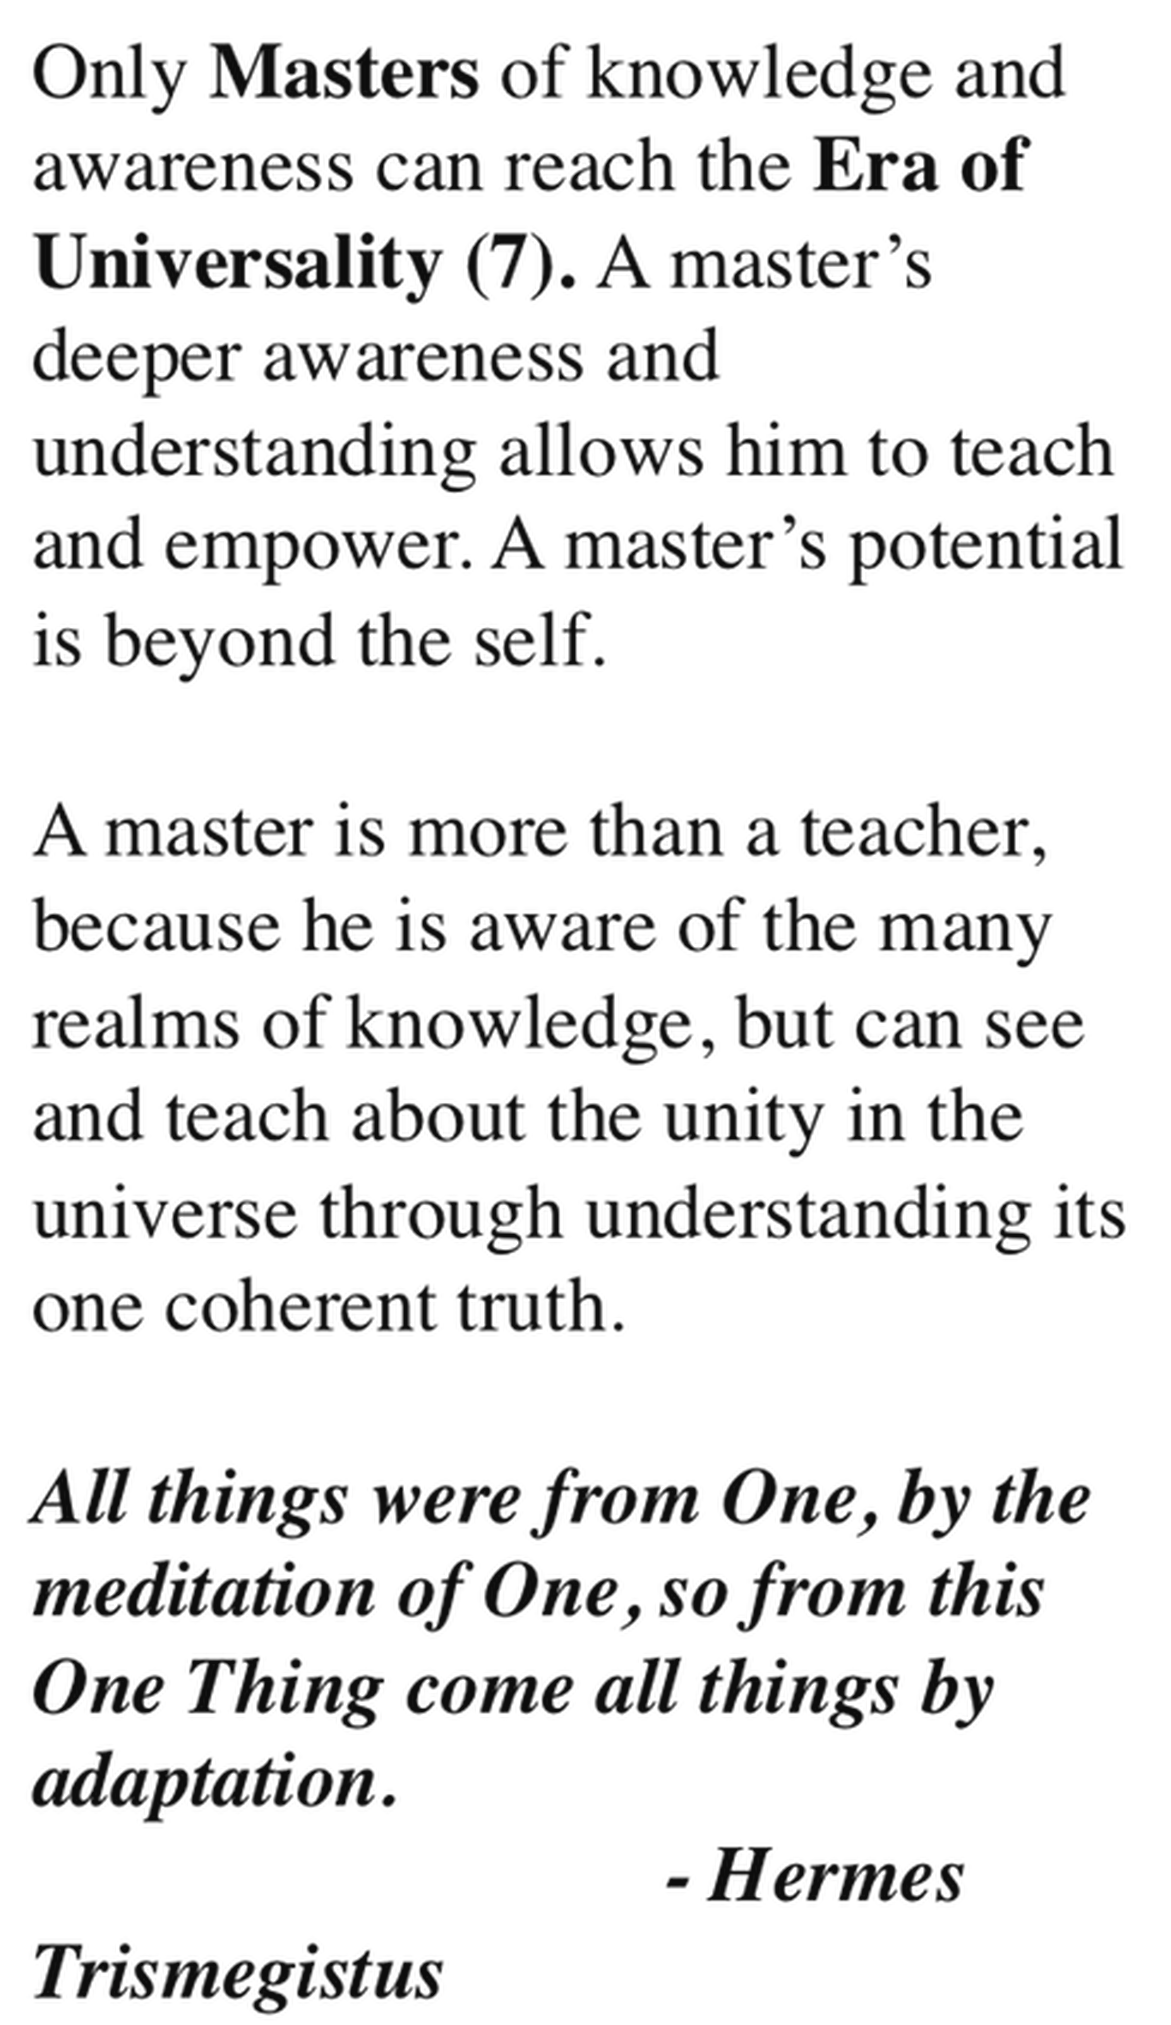 Only Masters of knowledge and
awareness can reach the Era of
Universality (7). A master’s
deeper awareness and
understanding allows him to teach
and empower. A master’s potential
is beyond the self.
A master is more than a teacher,
because he is aware of the many
realms of knowledge, but can see
and teach about the unity in the
universe through understanding its
one coherent truth.
All things were from One, by the
meditation of One, so from this
One Thing come all things by
adaptation.
- Hermes
Trismegistus